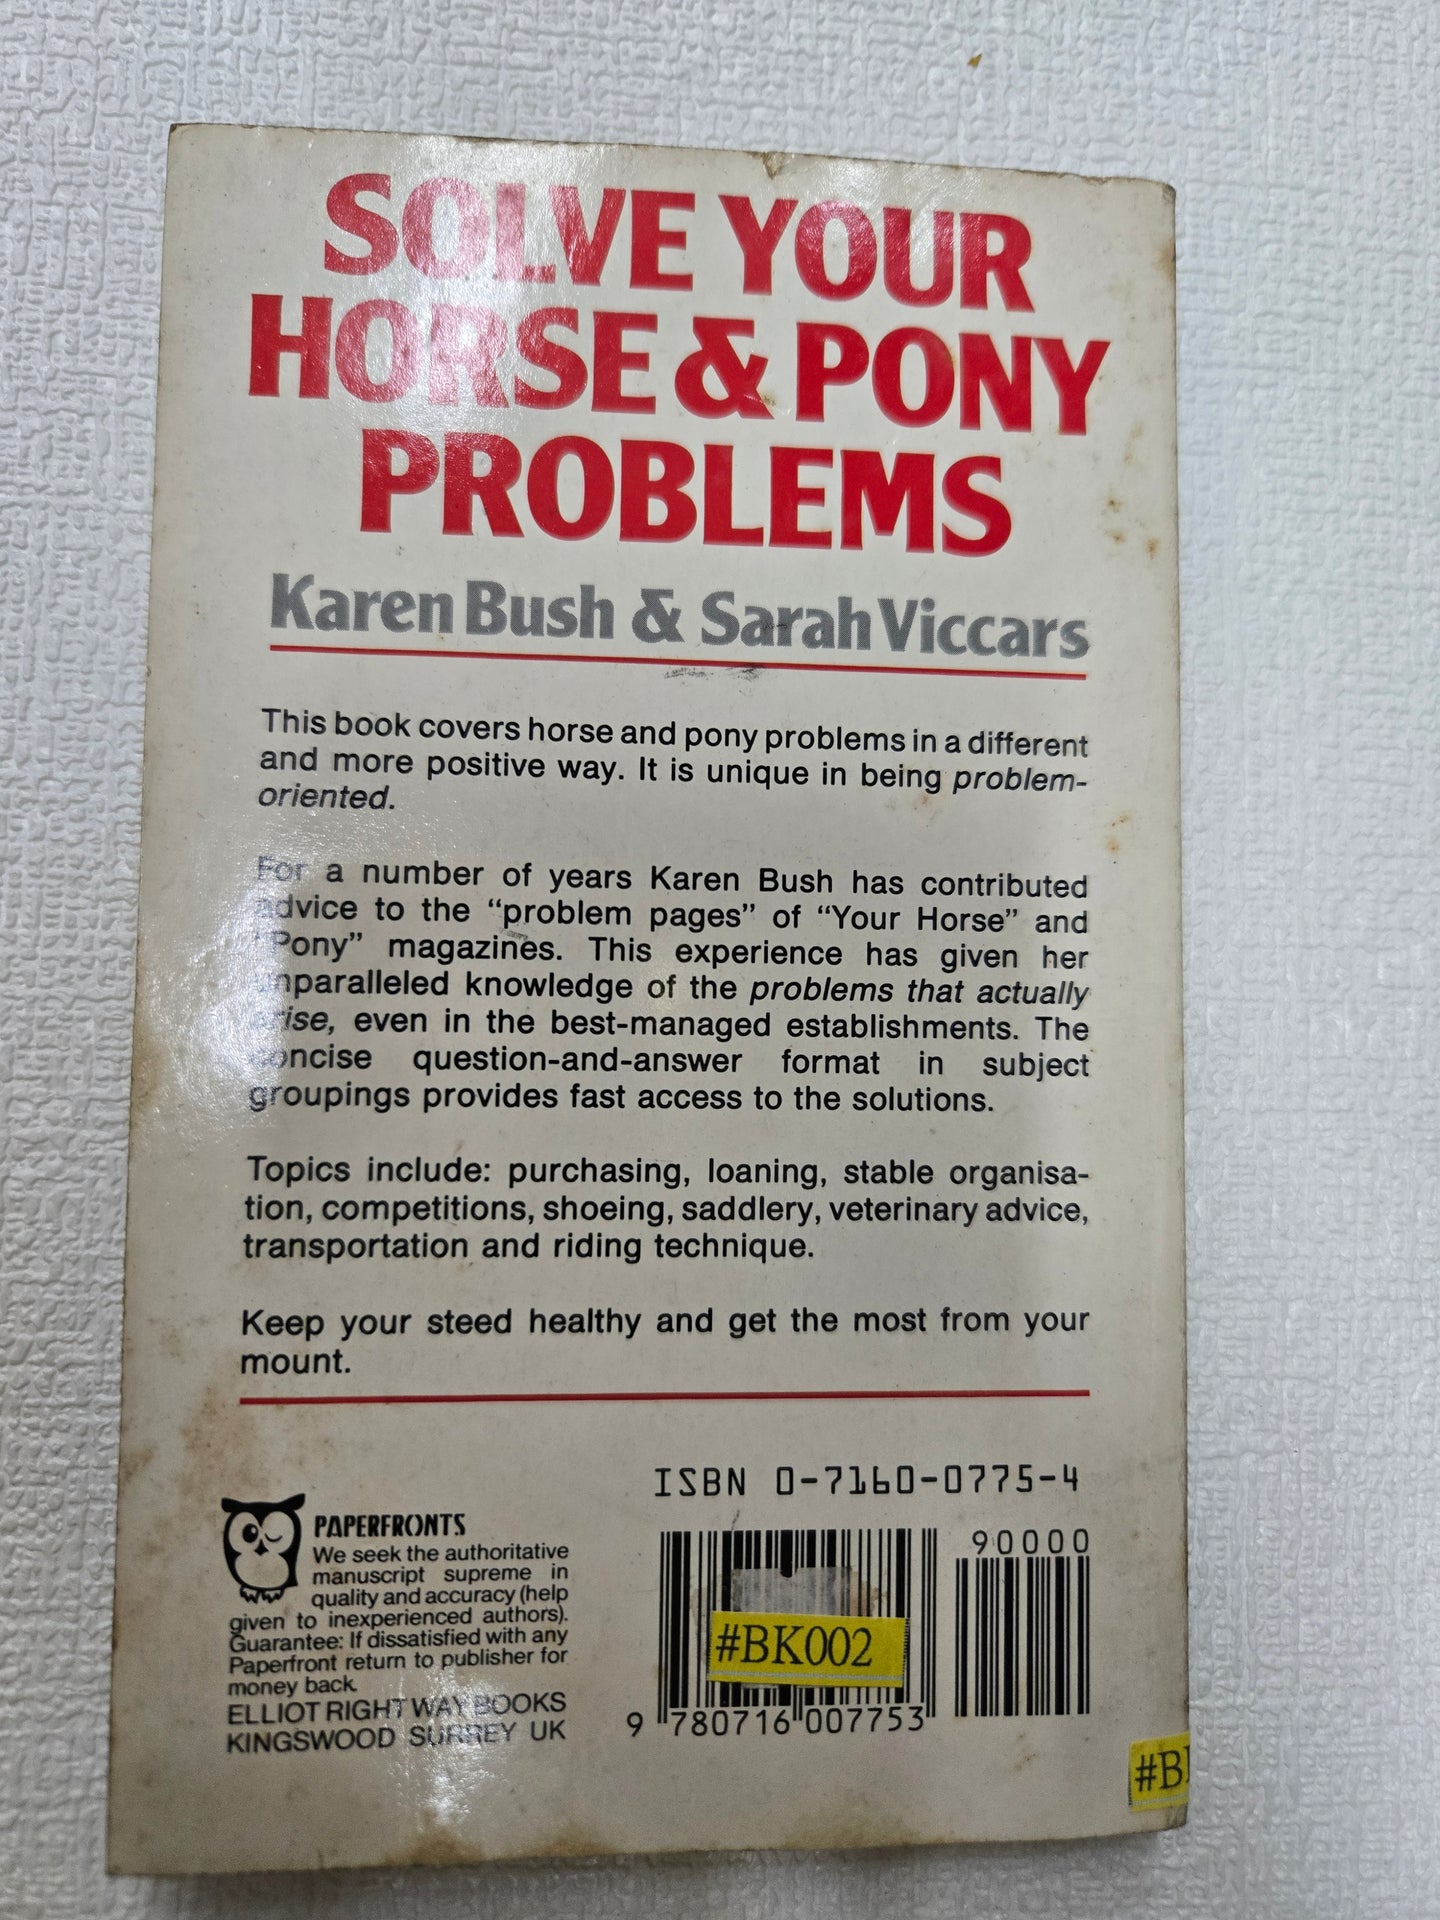 SOLVE YOUR
HORSE & PONY
PROBLEMS
Karen Bush & Sarah Viccars
This book covers horse and pony problems in a different
and more positive way. It is unique in being problem-
oriented.
For a number of years Karen Bush has contributed
advice to the “problem pages” of “Your Horse” and
“Pony” magazines. This experience has given her
unparalleled knowledge of the problems that actually
arise, even in the best-managed establishments. The
concise question-and-answer format in subject
groupings provides fast access to the solutions.
Topics include: purchasing, loaning, stable organisa-
tion, competitions, shoeing, saddlery, veterinary advice,
transportation and riding technique.
Keep your steed healthy and get the most from your
mount.
ISBN 0-7160-0775-4
90000
PAPERFRONTS
We seek the authoritative
manuscript supreme in
quality and accuracy (help
given to inexperienced authors).
Guarantee: If dissatisfied with any
Paperfront return to publisher for
money back.
ELLIOT RIGHT WAY BOOKS
KINGSWOOD SURREY UK
#BK002
9 780716 007753
#B